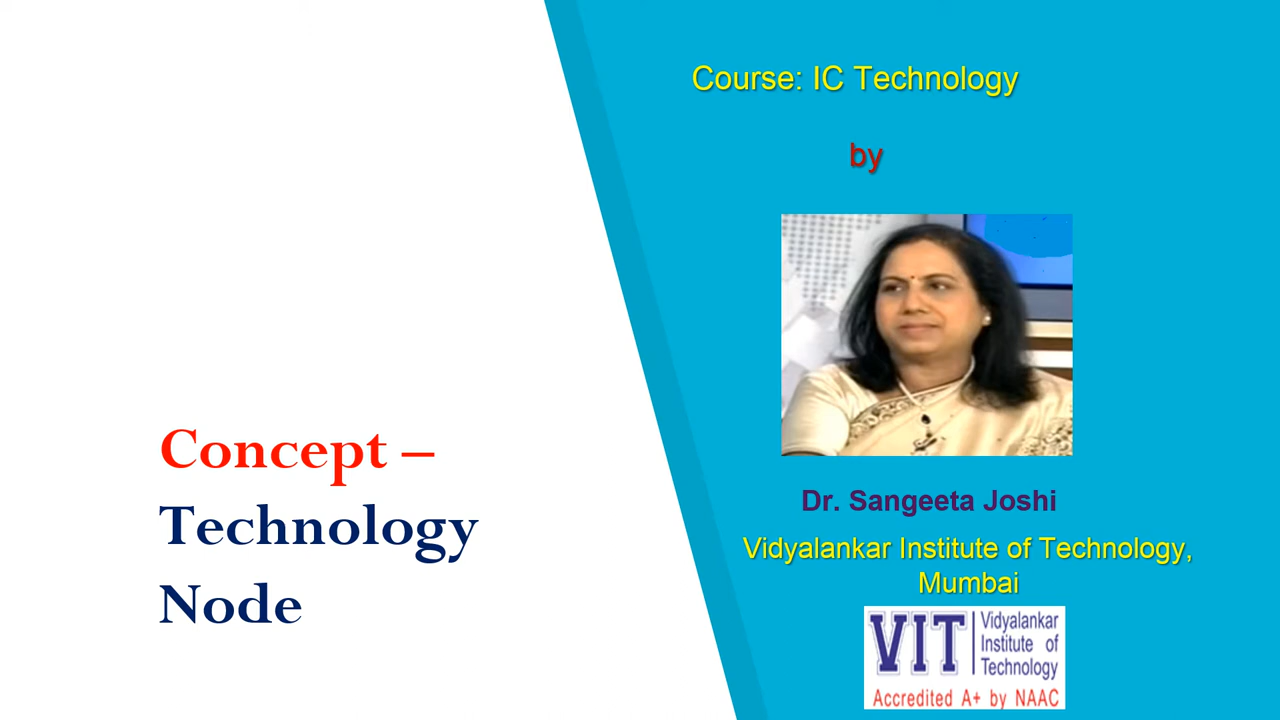 Concept –
Technology
Node
Course: IC Technology
by
Dr. Sangeeta Joshi
Vidyalankar Institute of Technology,
Mumbai
VIT
Vidyalankar
Institute of
Technology
Accredited A+ by NAAC